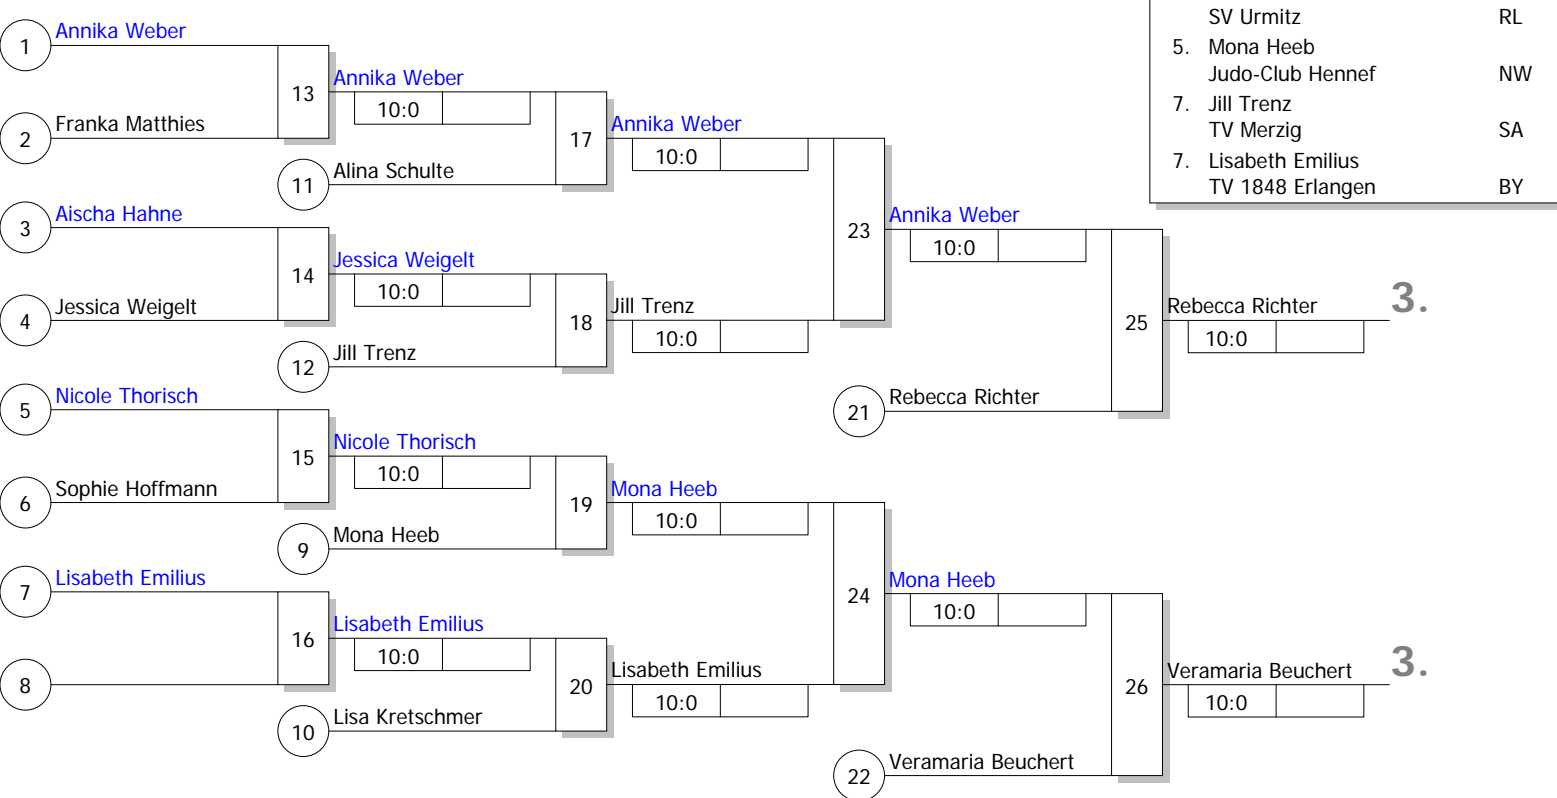 SV Urmitz RL
5. Mona Heeb
Judo-Club Hennef NW
7. Jill Trenz
TV Merzig SA
7. Lisabeth Emilius
TV 1848 Erlangen BY
1 Annika Weber
13 Annika Weber
10:0
2 Franka Matthies
17 Annika Weber
10:0
11 Alina Schulte
3 Aischa Hahne
23 Annika Weber
10:0
14 Jessica Weigelt
10:0
4 Jessica Weigelt
18 Jill Trenz
10:0
12 Jill Trenz
25 Rebecca Richter 3.
10:0
5 Nicole Thorisch
21 Rebecca Richter
15 Nicole Thorisch
10:0
6 Sophie Hoffmann
19 Mona Heeb
10:0
9 Mona Heeb
7 Lisabeth Emilius
24 Mona Heeb
10:0
16 Lisabeth Emilius
10:0
8
20 Lisabeth Emilius
10:0
10 Lisa Kretschmer
26 Veramaria Beuchert 3.
10:0
22 Veramaria Beuchert